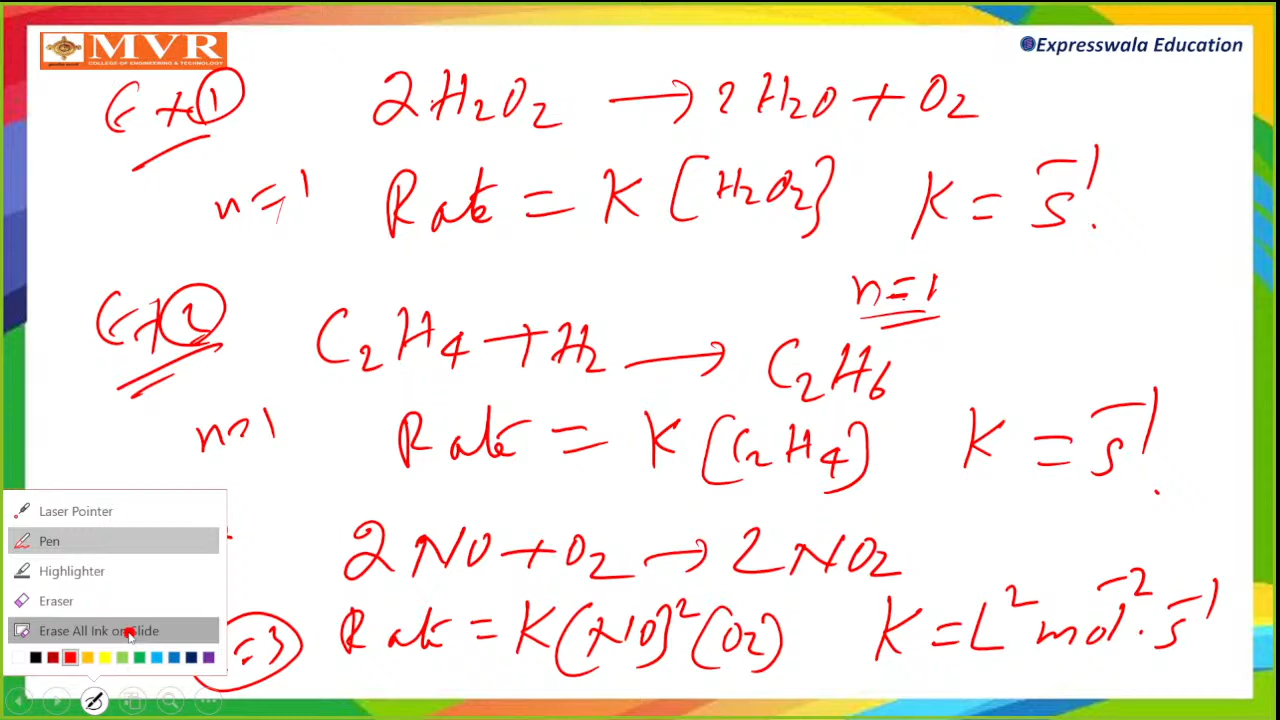 MVR
COLLEGE OF ENGINEERING & TECHNOLOGY
Expresswala Education
Ex 1 2H₂O₂ → 2H₂O + O₂
n=1 Rate = K [H₂O₂] K = s⁻¹.
n=1
Ex 2 C₂H₄ + H₂ → C₂H₆
n=1 Rate = K [C₂H₄] K = s⁻¹.
2NO + O₂ → 2NO₂
=3 Rate = K (NO)² (O₂) K = L² mol⁻². s⁻¹
Laser Pointer
Pen
Highlighter
Eraser
Erase All Ink on Slide